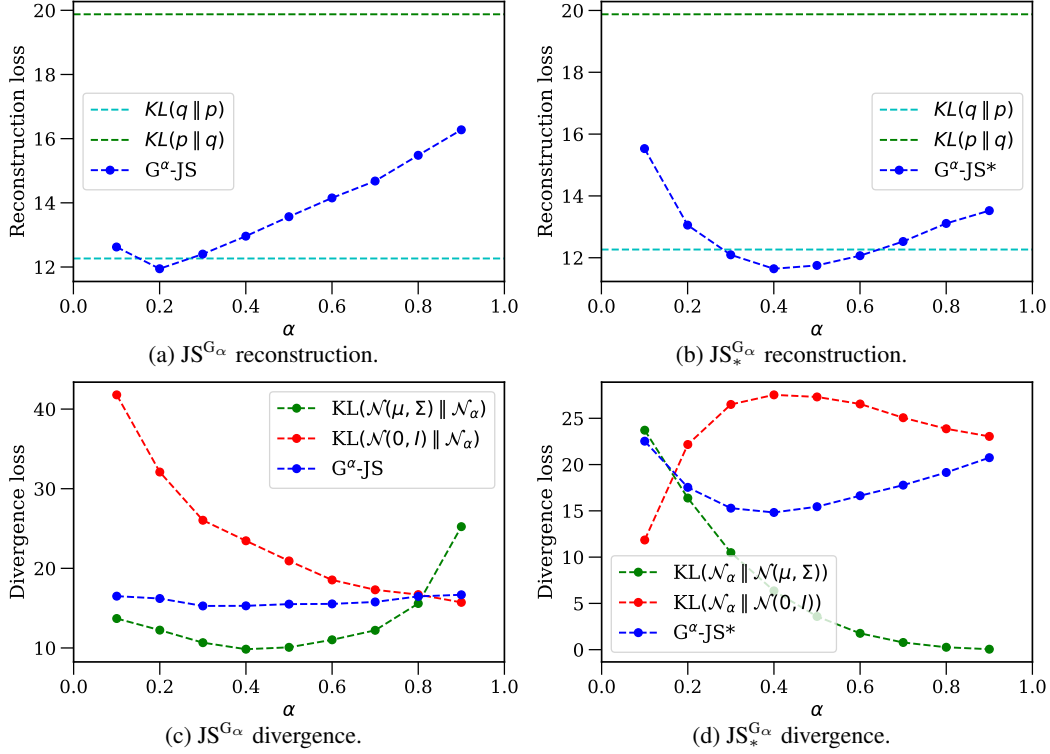 20
18
16
14
12
Reconstruction loss
KL(q ∥ p)
KL(p ∥ q)
G^α-JS
0.0 0.2 0.4 0.6 0.8 1.0
α
(a) JS^{G_α} reconstruction.
20
18
16
14
12
Reconstruction loss
KL(q ∥ p)
KL(p ∥ q)
G^α-JS*
0.0 0.2 0.4 0.6 0.8 1.0
α
(b) JS_*^{G_α} reconstruction.
40
30
20
10
Divergence loss
KL(𝒩(μ, Σ) ∥ 𝒩_α)
KL(𝒩(0, I) ∥ 𝒩_α)
G^α-JS
0.0 0.2 0.4 0.6 0.8 1.0
α
(c) JS^{G_α} divergence.
25
20
15
10
5
0
Divergence loss
KL(𝒩_α ∥ 𝒩(μ, Σ))
KL(𝒩_α ∥ 𝒩(0, I))
G^α-JS*
0.0 0.2 0.4 0.6 0.8 1.0
α
(d) JS_*^{G_α} divergence.